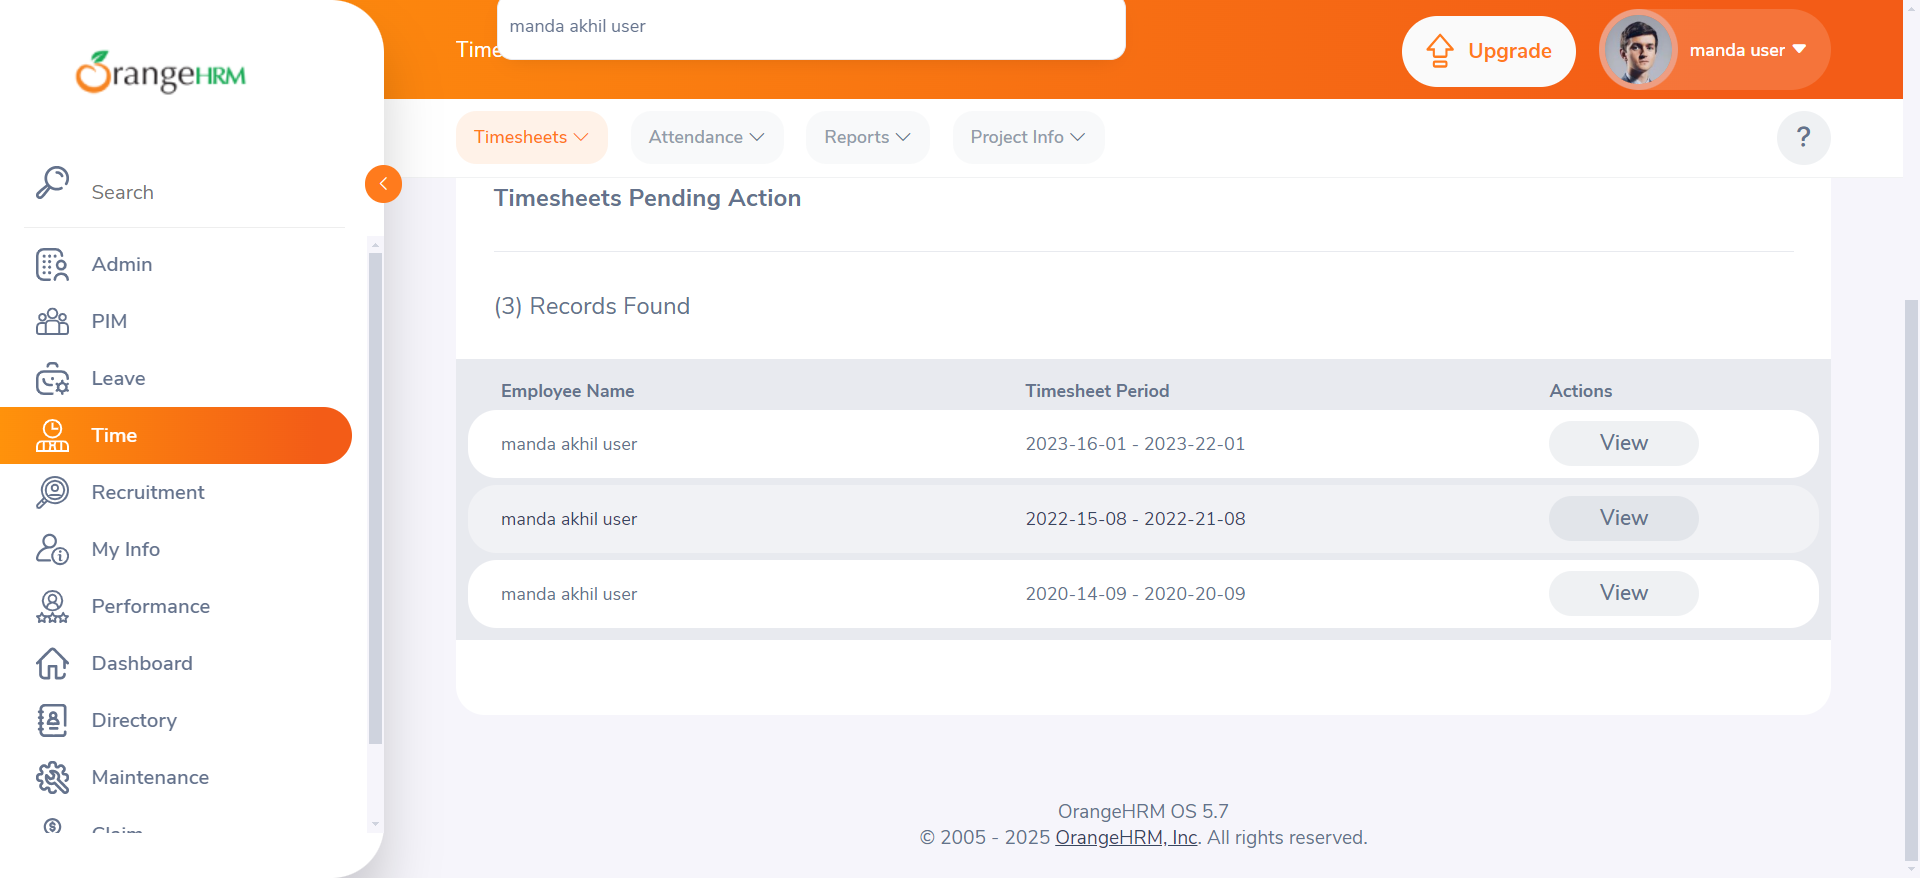 OrangeHRM
Search
Admin
PIM
Leave
Time
Recruitment
My Info
Performance
Dashboard
Directory
Maintenance
Claim
Time
manda akhil user
Upgrade
manda user
Timesheets
Attendance
Reports
Project Info
?
Timesheets Pending Action
(3) Records Found
Employee Name Timesheet Period Actions
manda akhil user 2023-16-01 - 2023-22-01 View
manda akhil user 2022-15-08 - 2022-21-08 View
manda akhil user 2020-14-09 - 2020-20-09 View
OrangeHRM OS 5.7
© 2005 - 2025 OrangeHRM, Inc. All rights reserved.